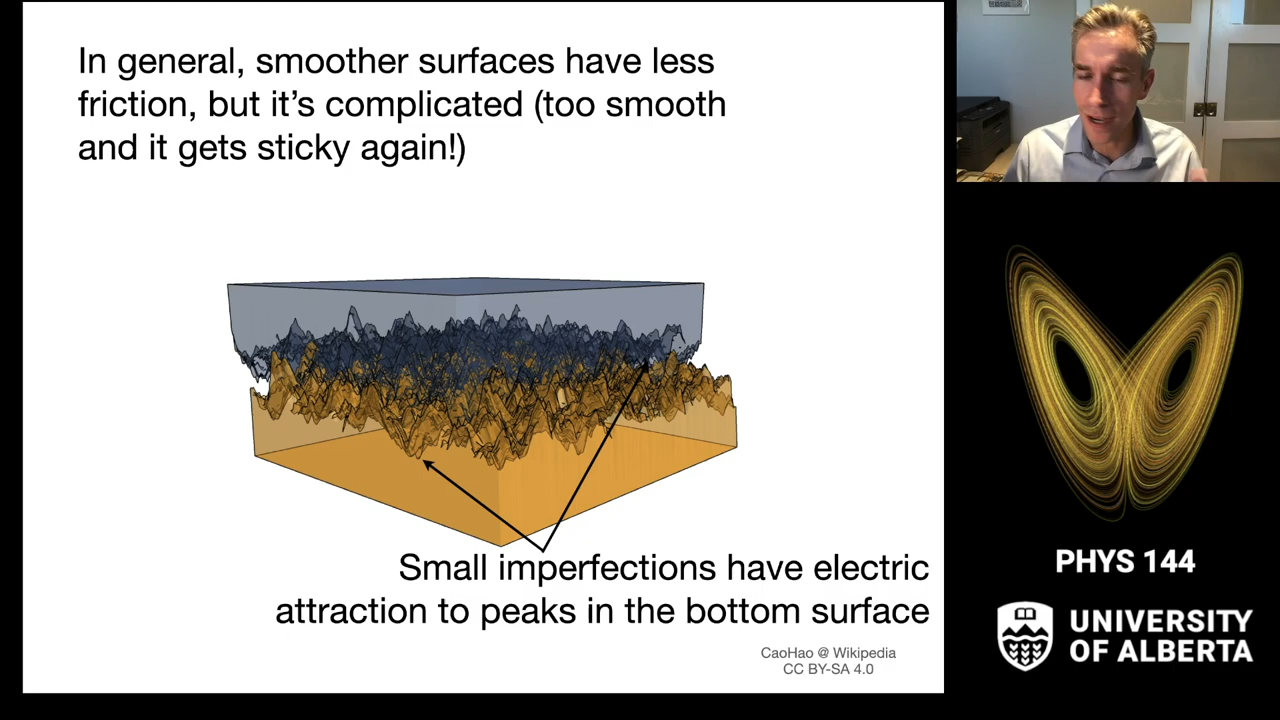 In general, smoother surfaces have less
friction, but it’s complicated (too smooth
and it gets sticky again!)
Small imperfections have electric
attraction to peaks in the bottom surface
CaoHao @ Wikipedia
CC BY-SA 4.0
PHYS 144
UNIVERSITY
OF ALBERTA